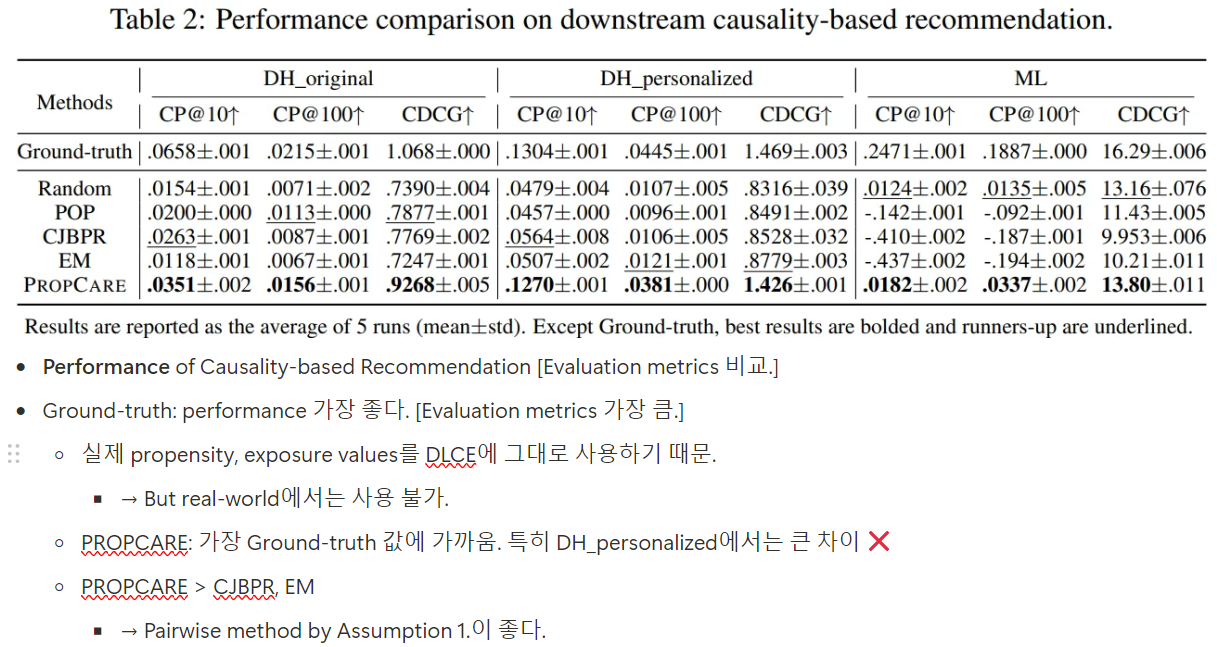 Table 2: Performance comparison on downstream causality-based recommendation.
Methods DH_original DH_personalized ML
CP@10↑ CP@100↑ CDCG↑ CP@10↑ CP@100↑ CDCG↑ CP@10↑ CP@100↑ CDCG↑
Ground-truth .0658±.001 .0215±.001 1.068±.000 .1304±.001 .0445±.001 1.469±.003 .2471±.001 .1887±.000 16.29±.006
Random .0154±.001 .0071±.002 .7390±.004 .0479±.004 .0107±.005 .8316±.039 .0124±.002 .0135±.005 13.16±.076
POP .0200±.000 .0113±.000 .7877±.001 .0457±.000 .0096±.001 .8491±.002 -.142±.001 -.092±.001 11.43±.005
CJBPR .0263±.001 .0087±.001 .7769±.002 .0564±.008 .0106±.005 .8528±.032 -.410±.002 -.187±.001 9.953±.006
EM .0118±.001 .0067±.001 .7247±.001 .0507±.002 .0121±.001 .8779±.003 -.437±.002 -.194±.002 10.21±.011
PROPCARE .0351±.002 .0156±.001 .9268±.005 .1270±.001 .0381±.000 1.426±.001 .0182±.002 .0337±.002 13.80±.011
Results are reported as the average of 5 runs (mean±std). Except Ground-truth, best results are bolded and runners-up are underlined.
• Performance of Causality-based Recommendation [Evaluation metrics 비교.]
• Ground-truth: performance 가장 좋다. [Evaluation metrics 가장 큼.]
◦ 실제 propensity, exposure values를 DLCE에 그대로 사용하기 때문.
▪ → But real-world에서는 사용 불가.
◦ PROPCARE: 가장 Ground-truth 값에 가까움. 특히 DH_personalized에서는 큰 차이 ❌
◦ PROPCARE > CJBPR, EM
▪ → Pairwise method by Assumption 1.이 좋다.